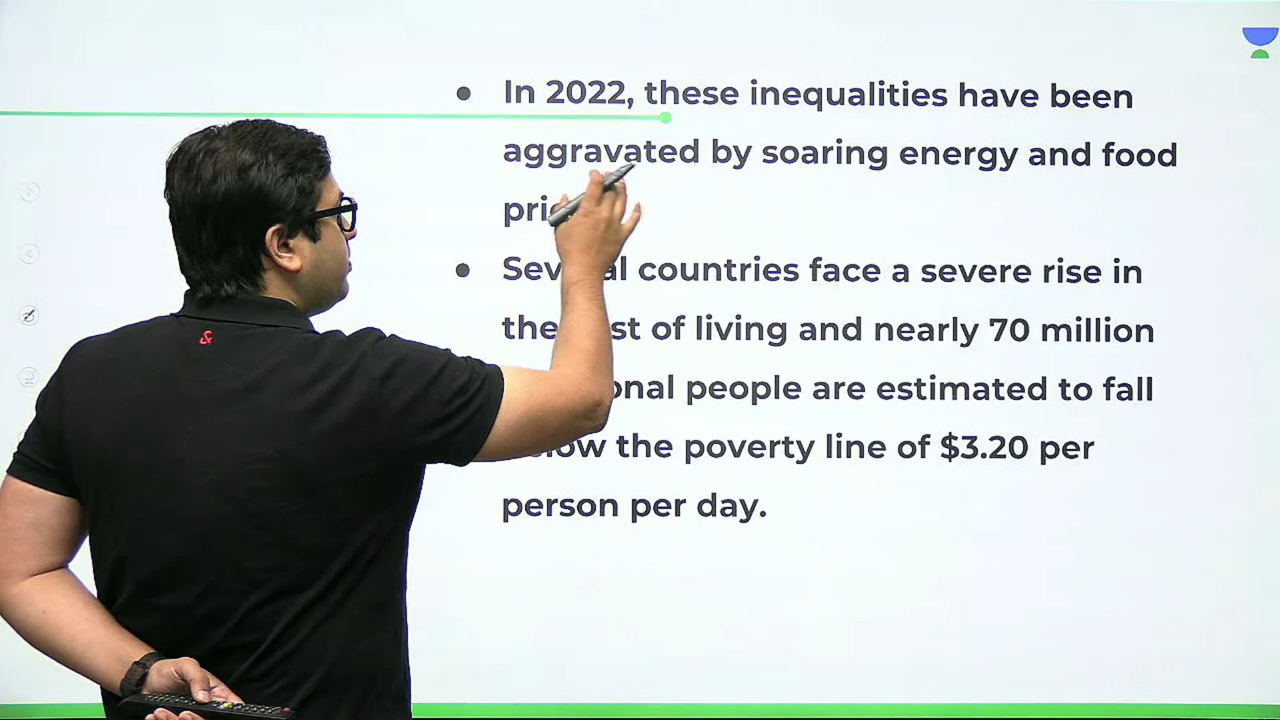 In 2022, these inequalities have been
aggravated by soaring energy and food
countries face a severe rise in
of living and nearly 70 million
people are estimated to fall
the poverty line of $3.20 per
person per day.
&